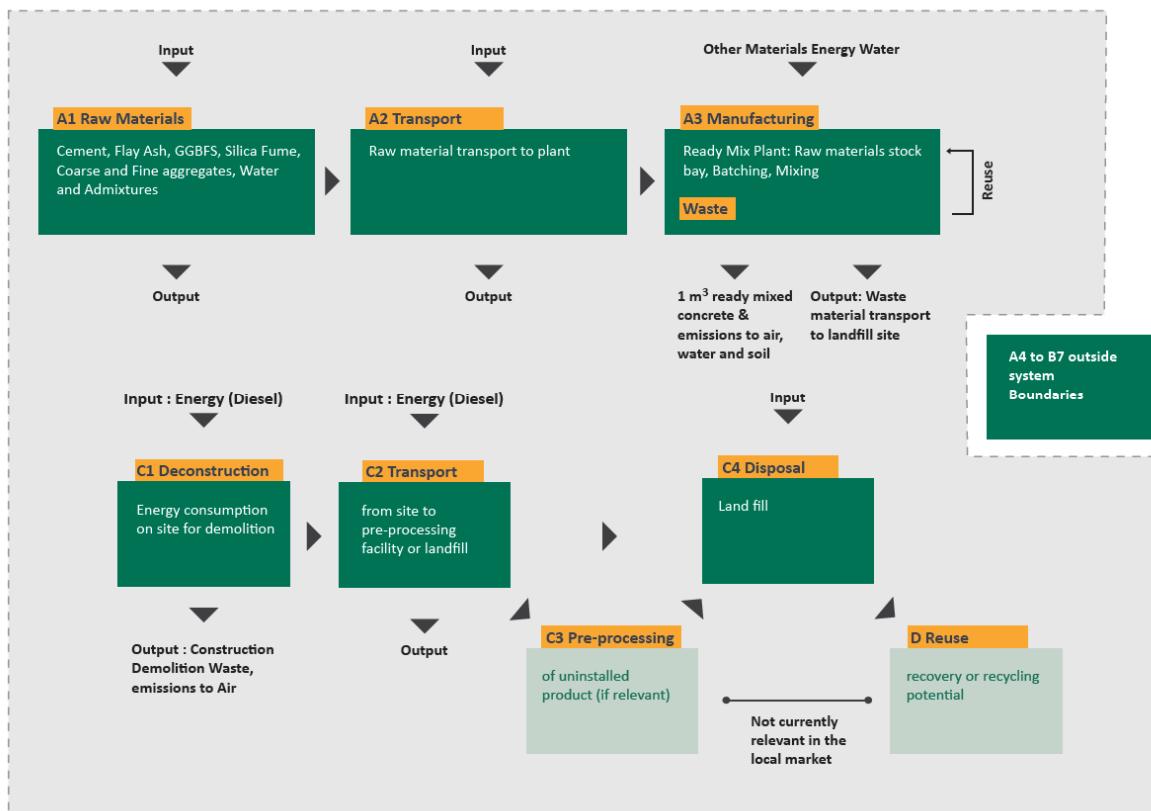 Input
Input
Other Materials Energy Water
A1 Raw Materials
A2 Transport
A3 Manufacturing
Cement, Flay Ash, GGBFS, Silica Fume,
Coarse and Fine aggregates, Water
and Admixtures
Raw material transport to plant
Ready Mix Plant: Raw materials stock
bay, Batching, Mixing
Waste
Reuse
Output
Output
1 m³ ready mixed
concrete &
emissions to air,
water and soil
Output: Waste
material transport
to landfill site
A4 to B7 outside
system
Boundaries
Input : Energy (Diesel)
Input : Energy (Diesel)
Input
C1 Deconstruction
C2 Transport
C4 Disposal
Energy consumption
on site for demolition
from site to
pre-processing
facility or landfill
Land fill
Output : Construction
Demolition Waste,
emissions to Air
Output
C3 Pre-processing
D Reuse
of uninstalled
product (if relevant)
recovery or recycling
potential
Not currently
relevant in the
local market